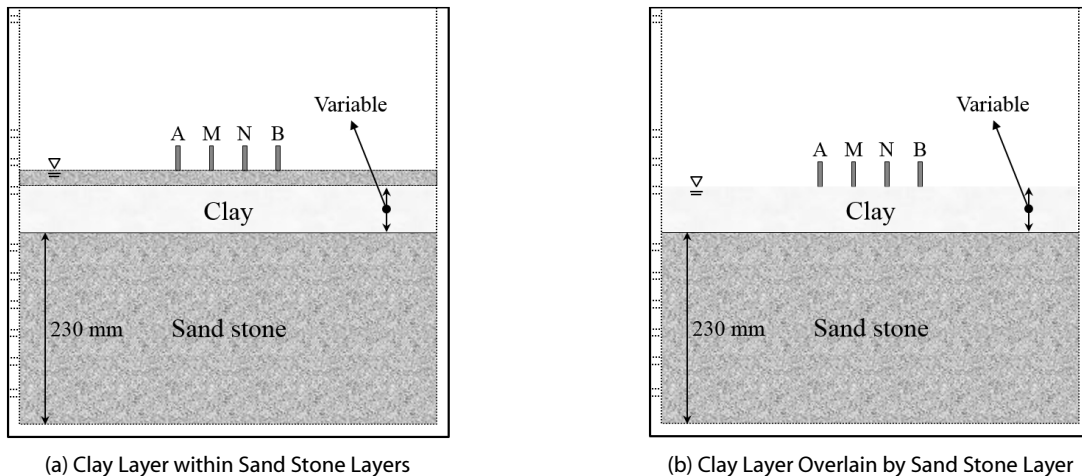 Variable
A M N B
Clay
230 mm
Sand stone
(a) Clay Layer within Sand Stone Layers
Variable
A M N B
Clay
230 mm
Sand stone
(b) Clay Layer Overlain by Sand Stone Layer